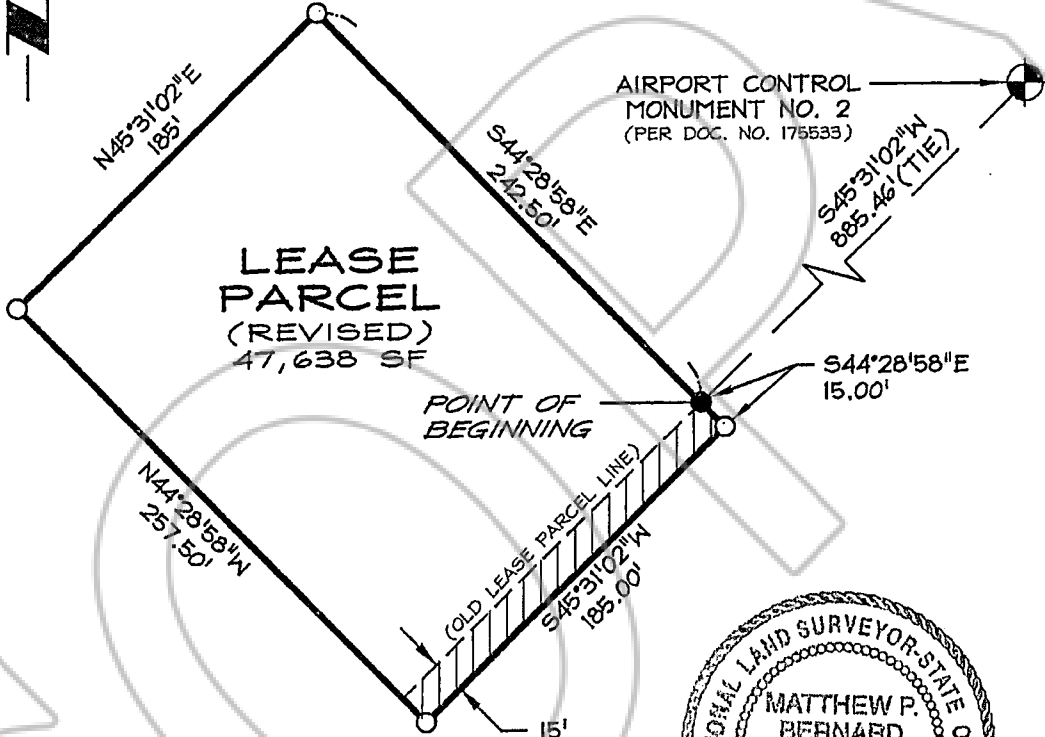 AIRPORT CONTROL
MONUMENT NO. 2
(PER DOC. NO. 175533)
N45°31'02"E
185'
S44°28'58"E
242.50'
S45°31'02"W
885.46' (TIE)
LEASE
PARCEL
(REVISED)
47,638 SF
S44°28'58"E
15.00'
POINT OF
BEGINNING
(OLD LEASE PARCEL LINE)
N44°28'58"W
257.50'
S45°31'02"W
185.00'
15'
ONAL LAND SURVEYOR-STATE O
MATTHEW P.
BERNARD